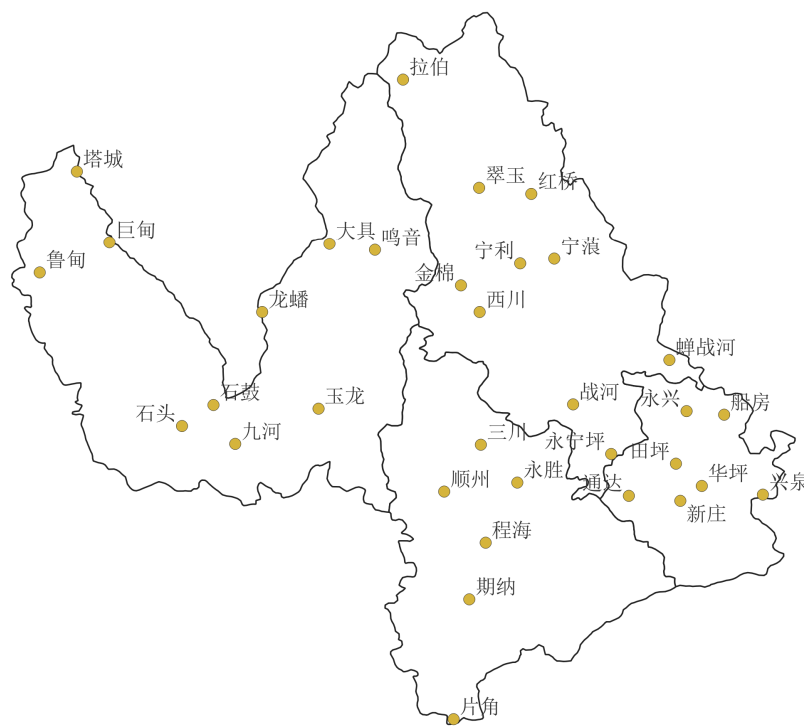 拉伯
塔城
翠玉
红桥
巨甸
大具
鸣音
鲁甸
宁利
宁蒗
金棉
龙蟠
西川
蝉战河
石鼓
玉龙
战河
永兴
船房
石头
九河
三川
永宁坪
田坪
顺州
永胜
通达
华坪
兴泉
新庄
程海
期纳
片角